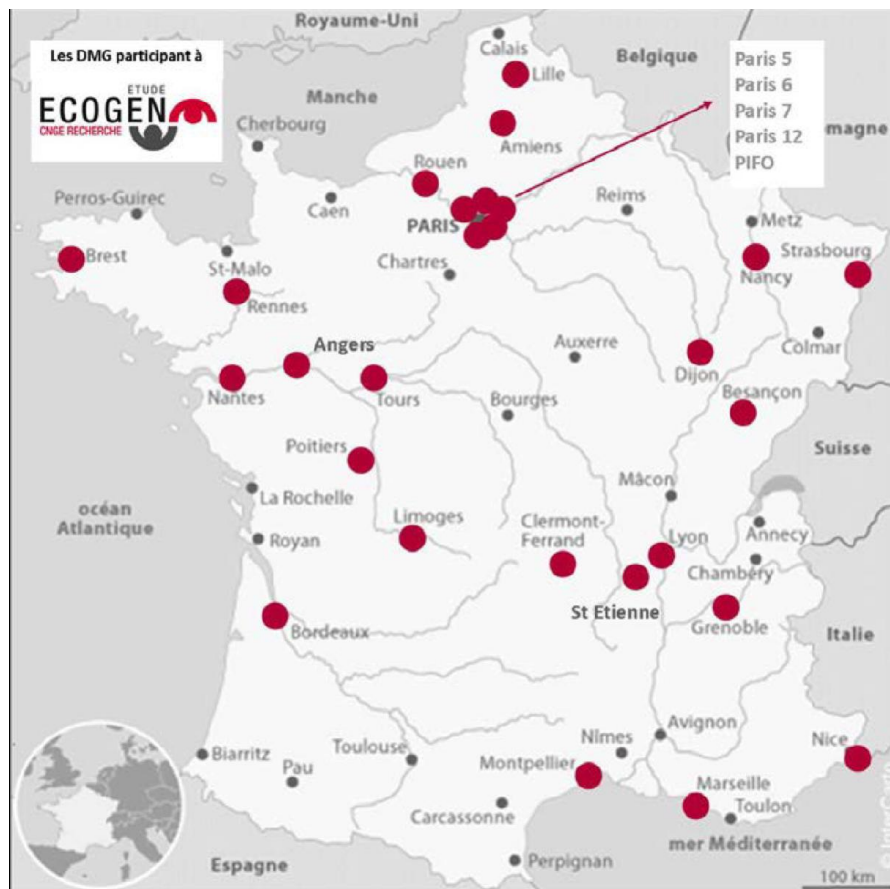 Royaume-Uni
Les DMG participant à
ETUDE
ECOGEN
CNGE RECHERCHE
Calais
Lille
Belgique
Paris 5
Paris 6
Paris 7
Paris 12
PIFO
Manche
Cherbourg
Amiens
Rouen
Perros-Guirec
Caen
Reims
PARIS
Metz
Strasbourg
Brest
St-Malo
Chartres
Nancy
Rennes
Angers
Auxerre
Colmar
Dijon
Nantes
Tours
Bourges
Besançon
Poitiers
Suisse
La Rochelle
Mâcon
océan
Atlantique
Limoges
Clermont-
Ferrand
Royan
Lyon
Annecy
Chambéry
St Etienne
Grenoble
Bordeaux
Italie
Avignon
Biarritz
Toulouse
Nîmes
Nice
Pau
Montpellier
Marseille
Carcassonne
Toulon
mer Méditerranée
Espagne
Perpignan
100 km